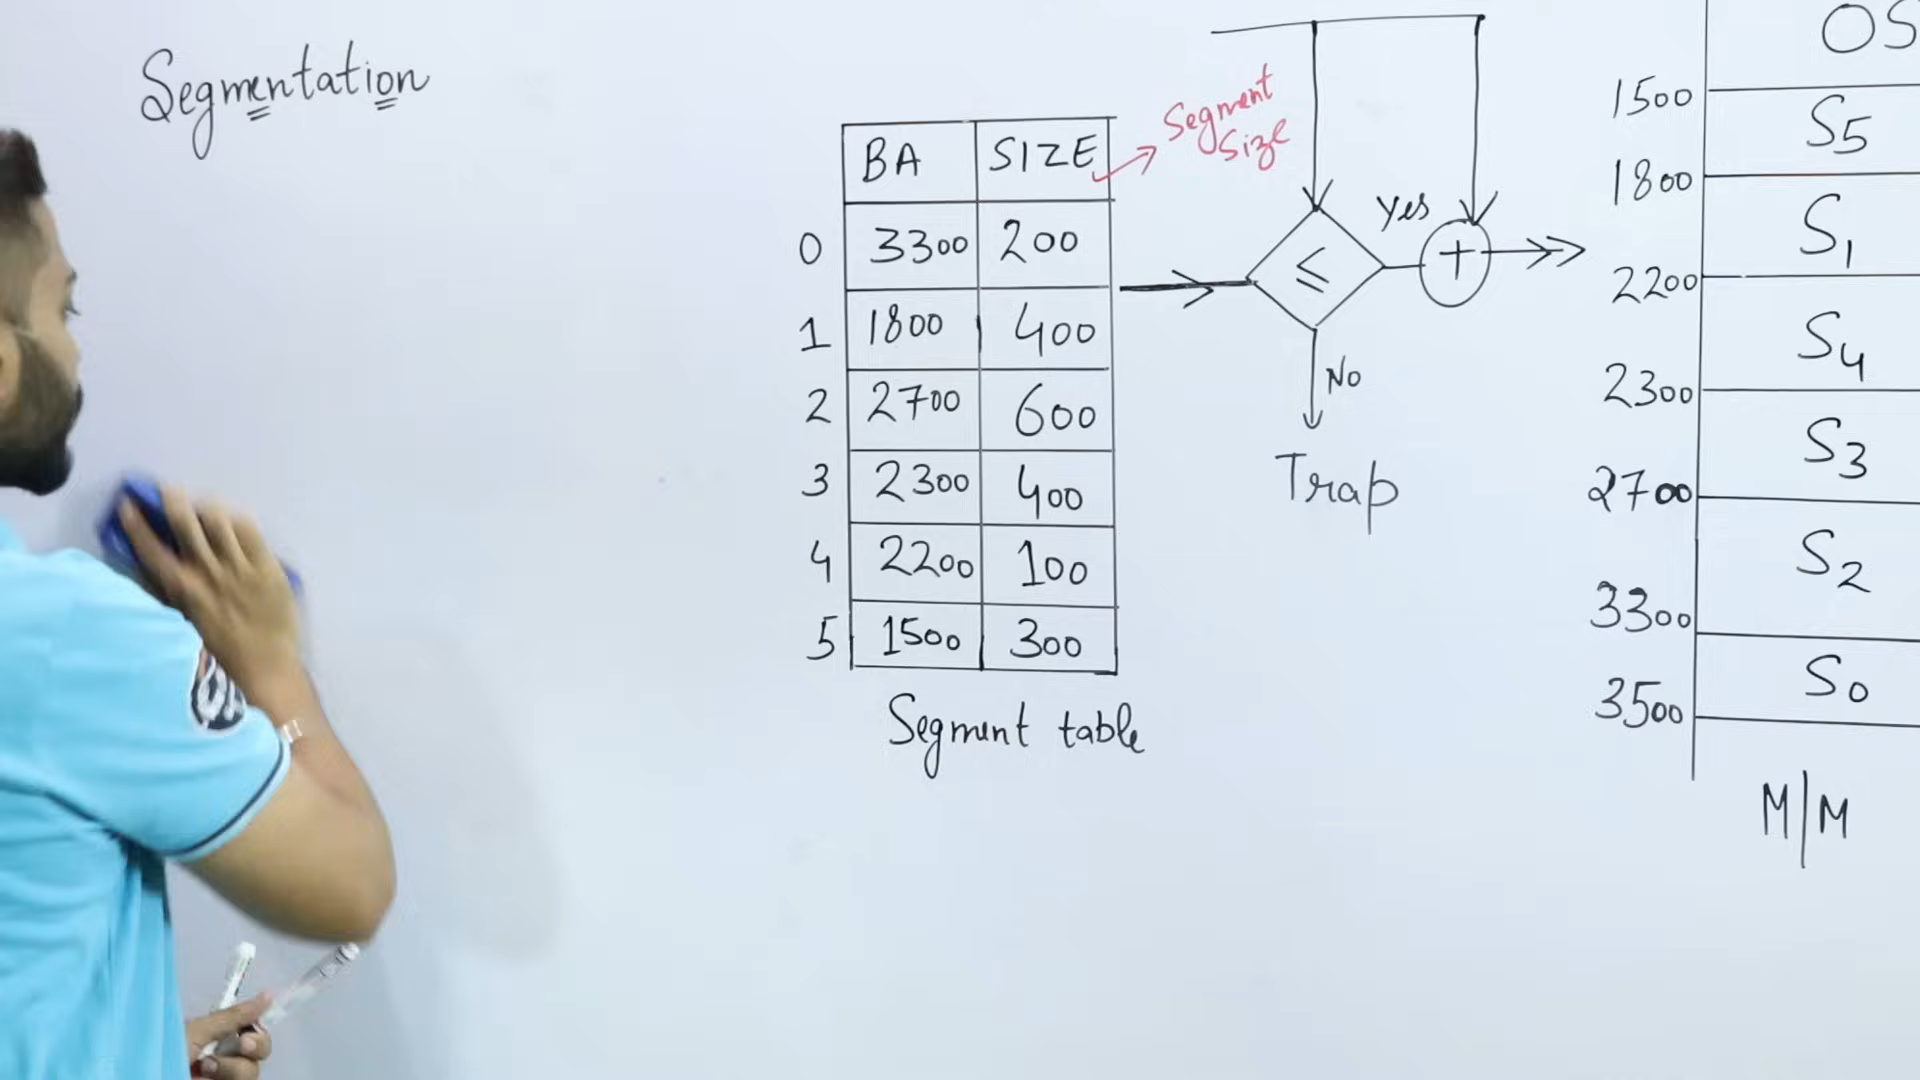 Segmentation
BA SIZE
0 3300 200
1 1800 400
2 2700 600
3 2300 400
4 2200 100
5 1500 300
Segment table
Segment
Size
≤
Yes
+
No
Trap
OS
1500
S5
1800
S1
2200
S4
2300
S3
2700
S2
3300
S0
3500
M/M